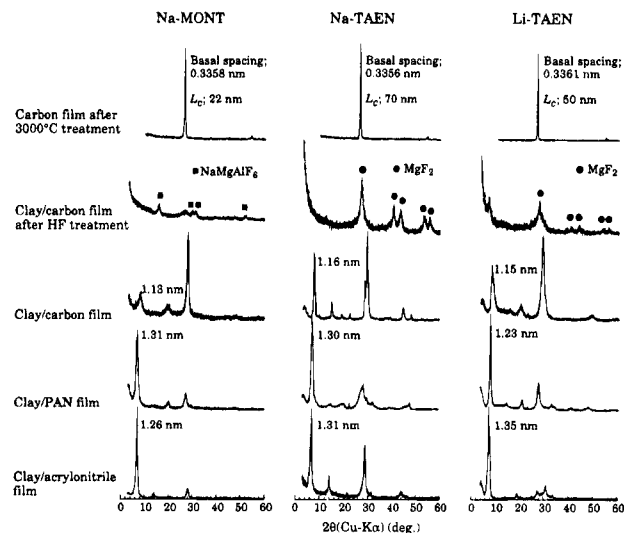 Na-MONT Na-TAEN Li-TAEN
Basal spacing; Basal spacing; Basal spacing;
0.3358 nm 0.3356 nm 0.3361 nm
Lc; 22 nm Lc; 70 nm Lc; 50 nm
Carbon film after
3000°C treatment
■ NaMgAlF6 ● MgF2 ● MgF2
Clay/carbon film
after HF treatment
1.13 nm 1.16 nm 1.15 nm
Clay/carbon film
1.31 nm 1.30 nm 1.23 nm
Clay/PAN film
1.26 nm 1.31 nm 1.35 nm
Clay/acrylonitrile
film
0 10 20 30 40 50 60 0 10 20 30 40 50 60 0 10 20 30 40 50 60
2θ(Cu-Kα) (deg.)